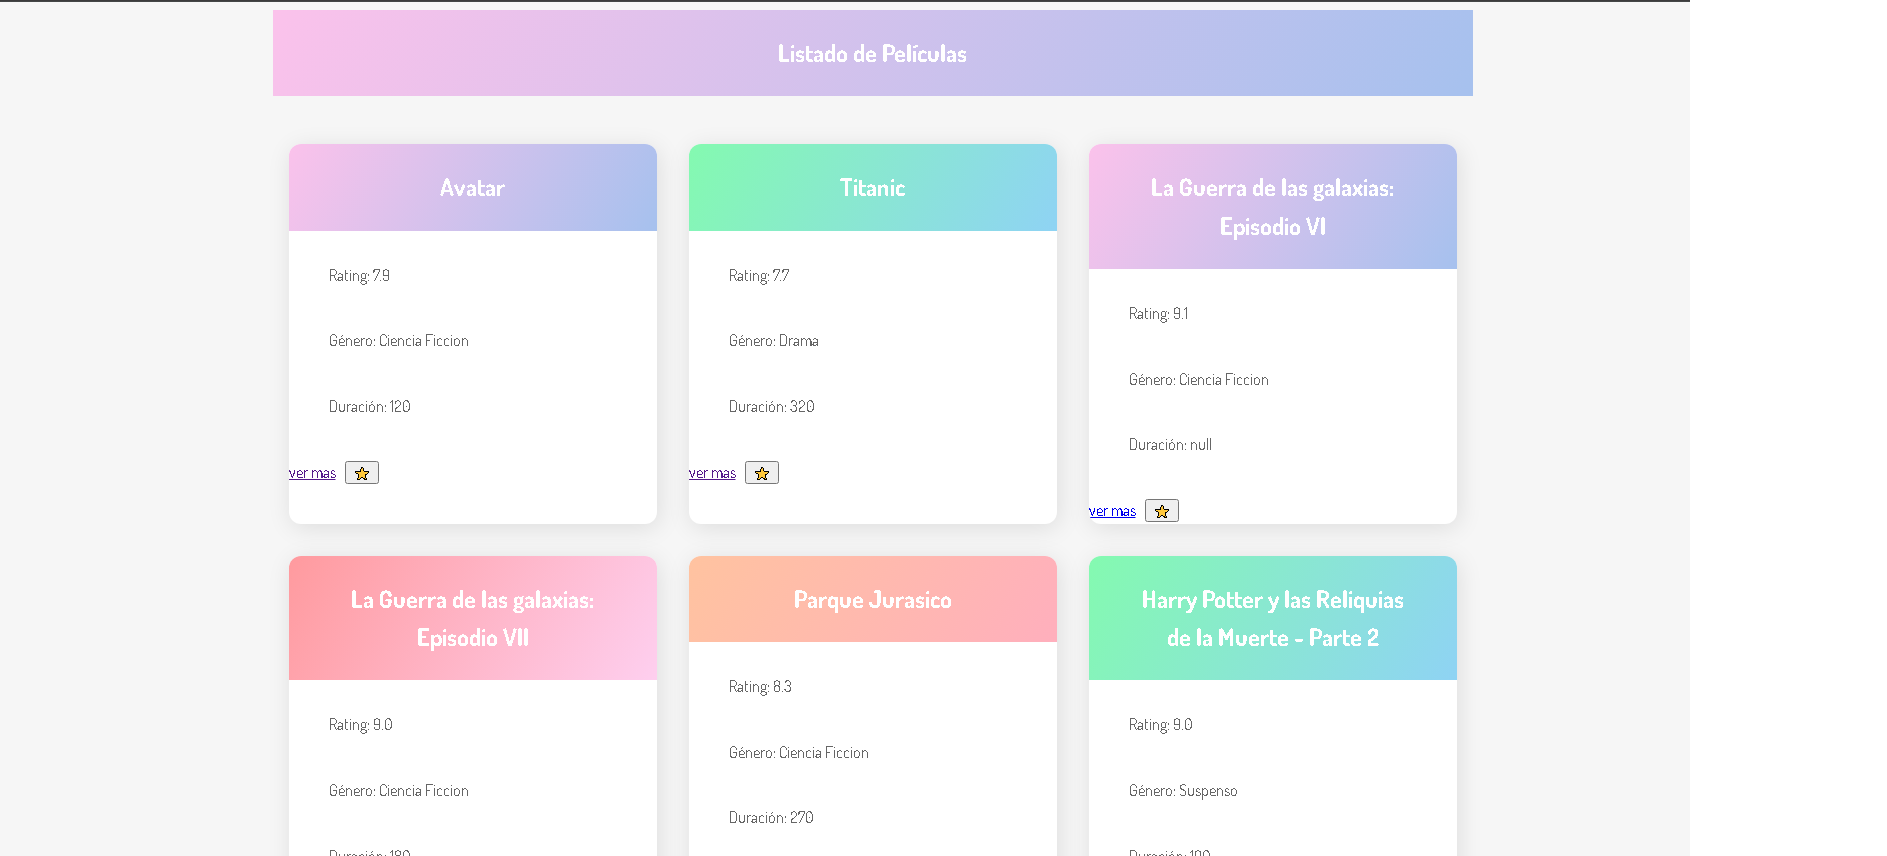 Listado de Películas
Avatar
Rating: 7.9
Género: Ciencia Ficcion
Duración: 120
ver mas
Titanic
Rating: 7.7
Género: Drama
Duración: 320
ver mas
La Guerra de las galaxias:
Episodio VI
Rating: 9.1
Género: Ciencia Ficcion
Duración: null
ver mas
La Guerra de las galaxias:
Episodio VII
Rating: 9.0
Género: Ciencia Ficcion
Duración: 180
Parque Jurasico
Rating: 8.3
Género: Ciencia Ficcion
Duración: 270
Harry Potter y las Reliquias
de la Muerte - Parte 2
Rating: 9.0
Género: Suspenso
Duración: